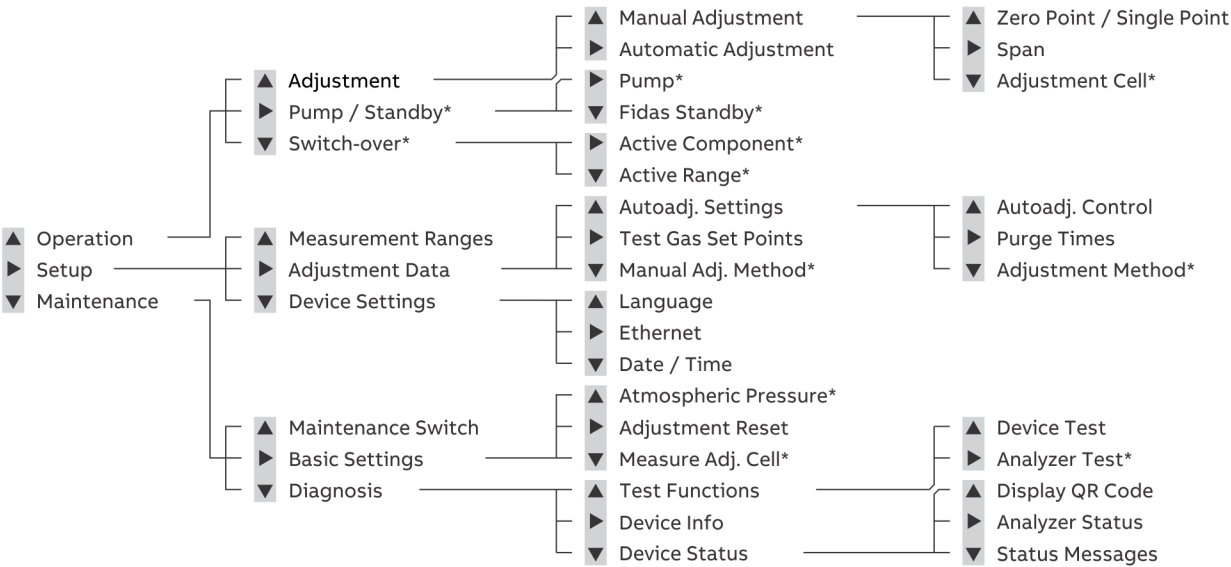 Manual Adjustment
Zero Point / Single Point
Automatic Adjustment
Span
Adjustment
Pump*
Adjustment Cell*
Pump / Standby*
Fidas Standby*
Switch-over*
Active Component*
Active Range*
Autoadj. Settings
Autoadj. Control
Operation
Measurement Ranges
Test Gas Set Points
Purge Times
Setup
Adjustment Data
Manual Adj. Method*
Adjustment Method*
Maintenance
Device Settings
Language
Ethernet
Date / Time
Atmospheric Pressure*
Maintenance Switch
Adjustment Reset
Device Test
Basic Settings
Measure Adj. Cell*
Analyzer Test*
Diagnosis
Test Functions
Display QR Code
Device Info
Analyzer Status
Device Status
Status Messages